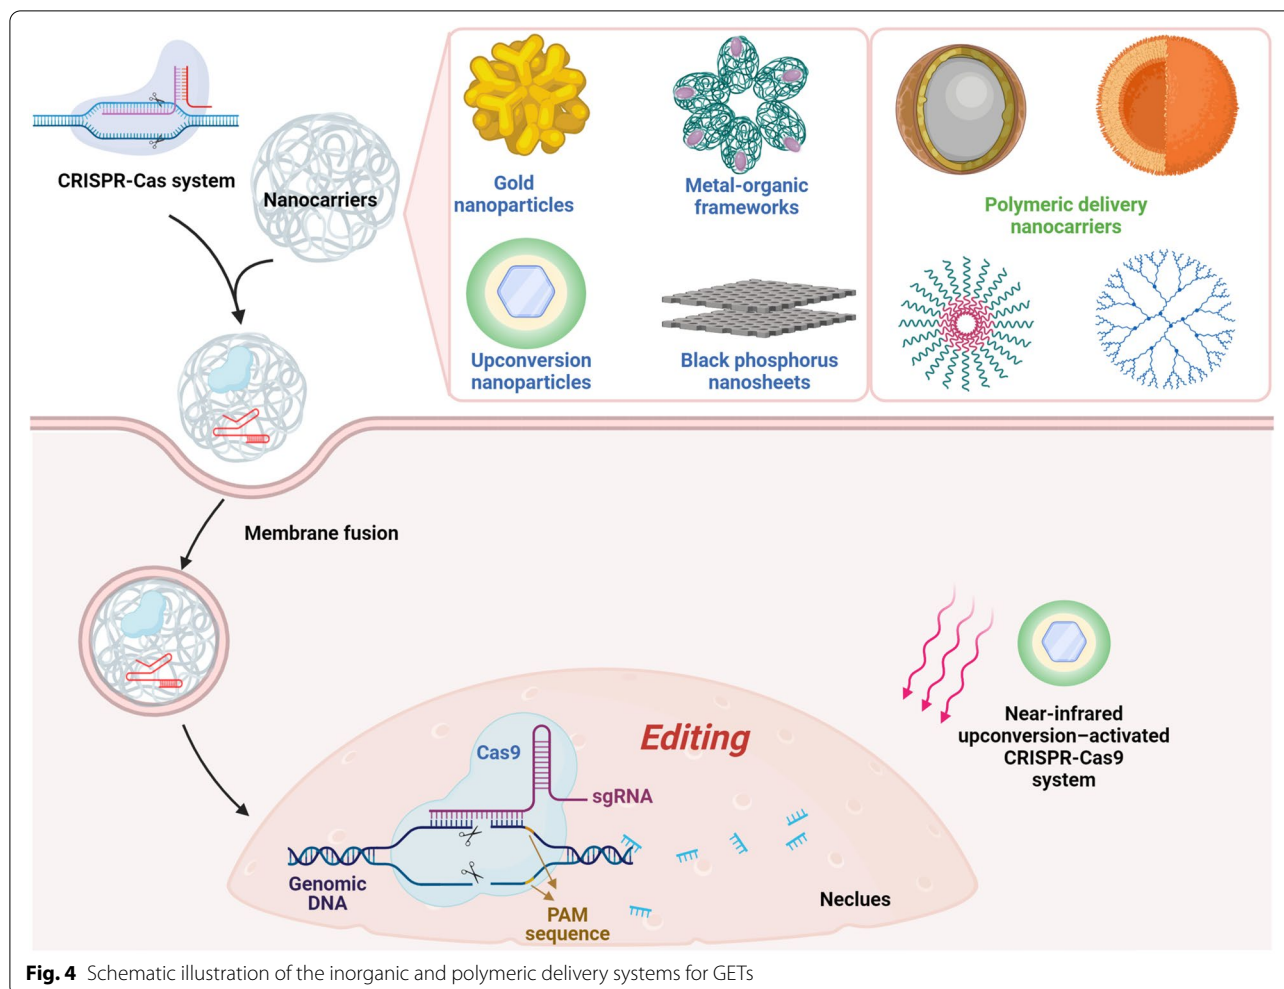 CRISPR-Cas system
Nanocarriers
Gold
nanoparticles
Metal-organic
frameworks
Upconversion
nanoparticles
Black phosphorus
nanosheets
Polymeric delivery
nanocarriers
Membrane fusion
Near-infrared
upconversion–activated
CRISPR-Cas9
system
Editing
Cas9
sgRNA
Genomic
DNA
PAM
sequence
Neclues
Fig. 4 Schematic illustration of the inorganic and polymeric delivery systems for GETs